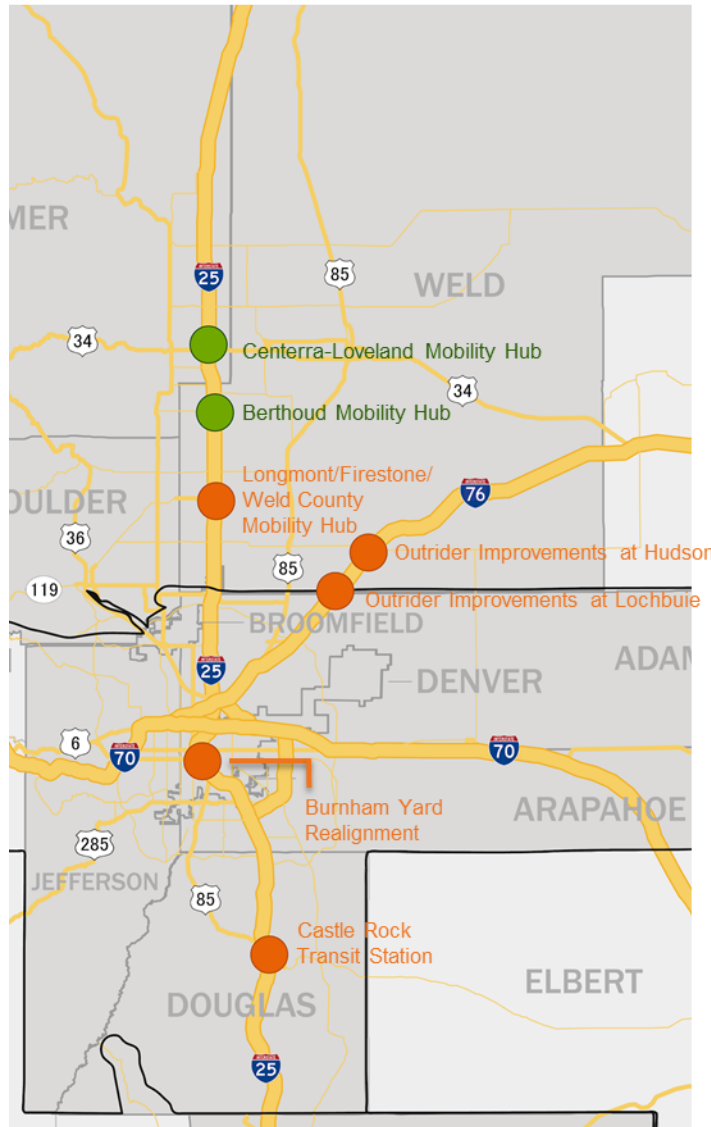 MER
25
85
WELD
34
Centerra-Loveland Mobility Hub
34
Berthoud Mobility Hub
Longmont/Firestone/
Weld County
Mobility Hub
76
OULDER
36
85
Outrider Improvements at Hudson
119
Outrider Improvements at Lochbuie
BROOMFIELD
25
ADAM
DENVER
6
70
70
Burnham Yard
Realignment
ARAPAHOE
285
JEFFERSON
85
Castle Rock
Transit Station
ELBERT
DOUGLAS
25